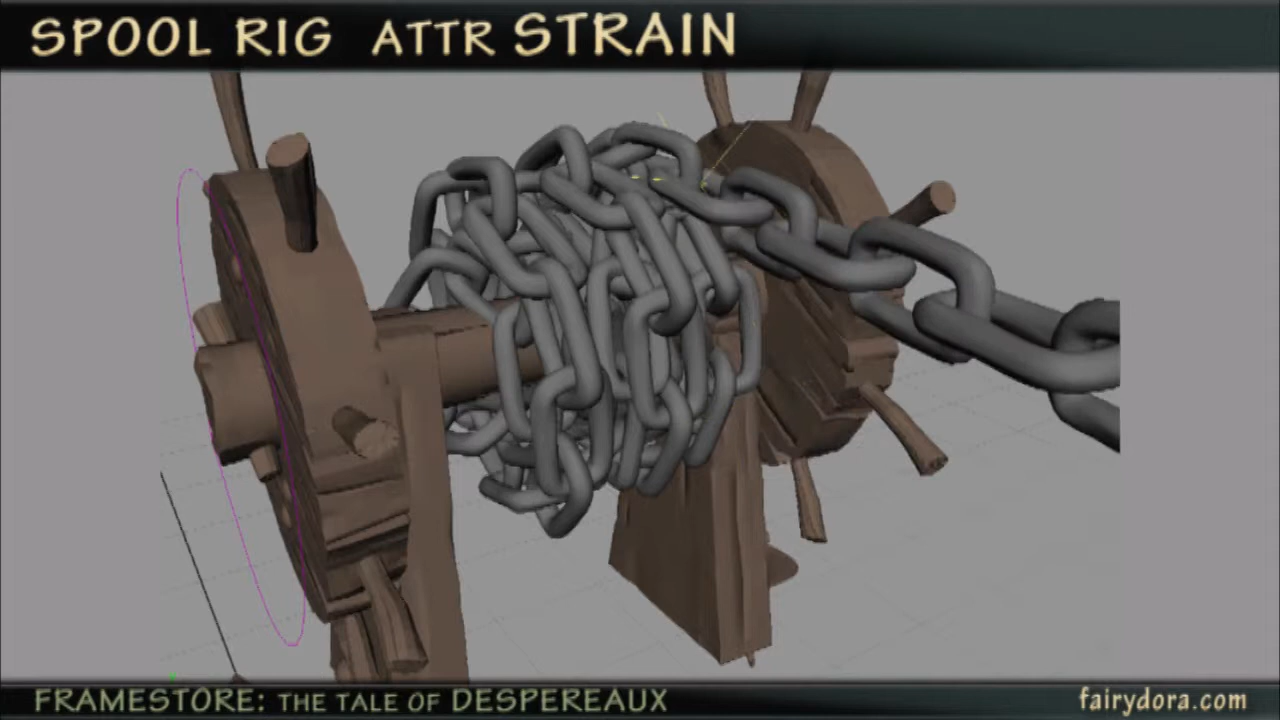 SPOOL RIG ATTR STRAIN
FRAMESTORE: THE TALE OF DESPEREAUX
fairydora.com